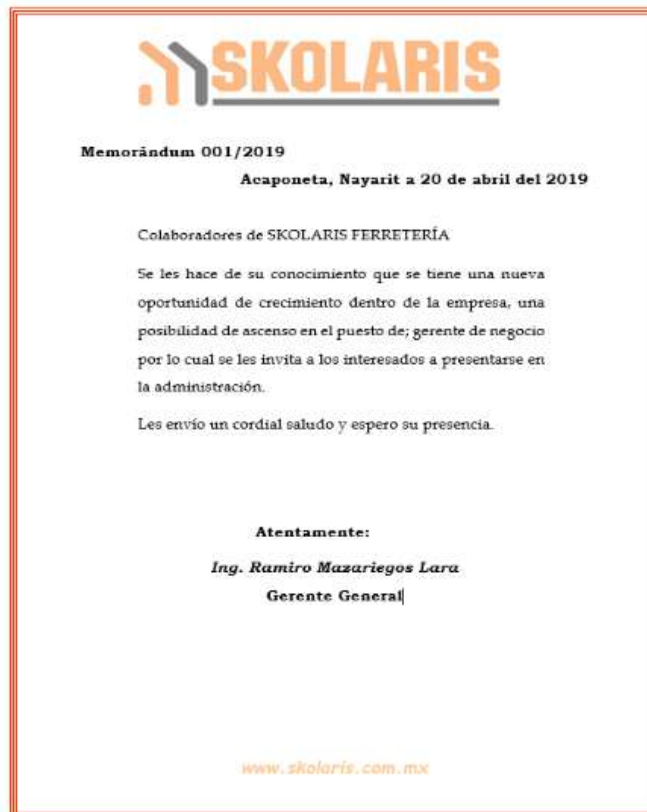 SKOLARIS
Memorándum 001/2019
Acaponeta, Nayarit a 20 de abril del 2019
Colaboradores de SKOLARIS FERRETERÍA
Se les hace de su conocimiento que se tiene una nueva
oportunidad de crecimiento dentro de la empresa, una
posibilidad de ascenso en el puesto de; gerente de negocio
por lo cual se les invita a los interesados a presentarse en
la administración.
Les envío un cordial saludo y espero su presencia.
Atentamente:
Ing. Ramiro Mazariegos Lara
Gerente General
www.skolaris.com.mx